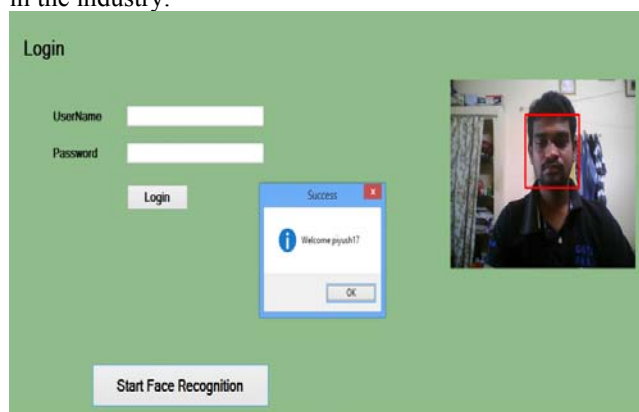 in the industry.
Login
UserName
Password
Login
Success
x
Welcome piyush17
OK
Start Face Recognition